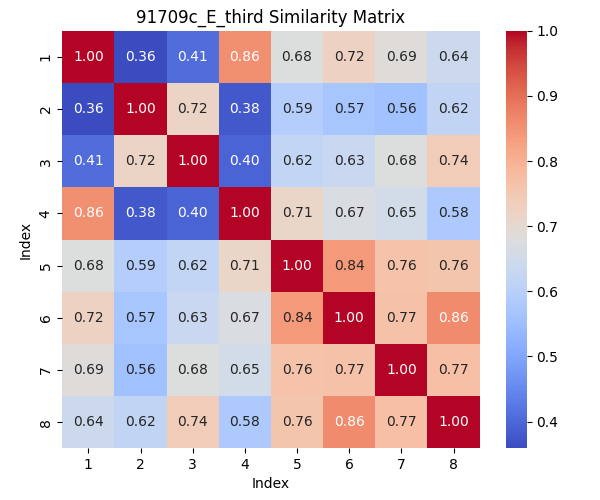 91709c_E_third Similarity Matrix
1 1.00 0.36 0.41 0.86 0.68 0.72 0.69 0.64
2 0.36 1.00 0.72 0.38 0.59 0.57 0.56 0.62
3 0.41 0.72 1.00 0.40 0.62 0.63 0.68 0.74
4 0.86 0.38 0.40 1.00 0.71 0.67 0.65 0.58
5 0.68 0.59 0.62 0.71 1.00 0.84 0.76 0.76
6 0.72 0.57 0.63 0.67 0.84 1.00 0.77 0.86
7 0.69 0.56 0.68 0.65 0.76 0.77 1.00 0.77
8 0.64 0.62 0.74 0.58 0.76 0.86 0.77 1.00
1 2 3 4 5 6 7 8
Index
Index
1.0
0.9
0.8
0.7
0.6
0.5
0.4